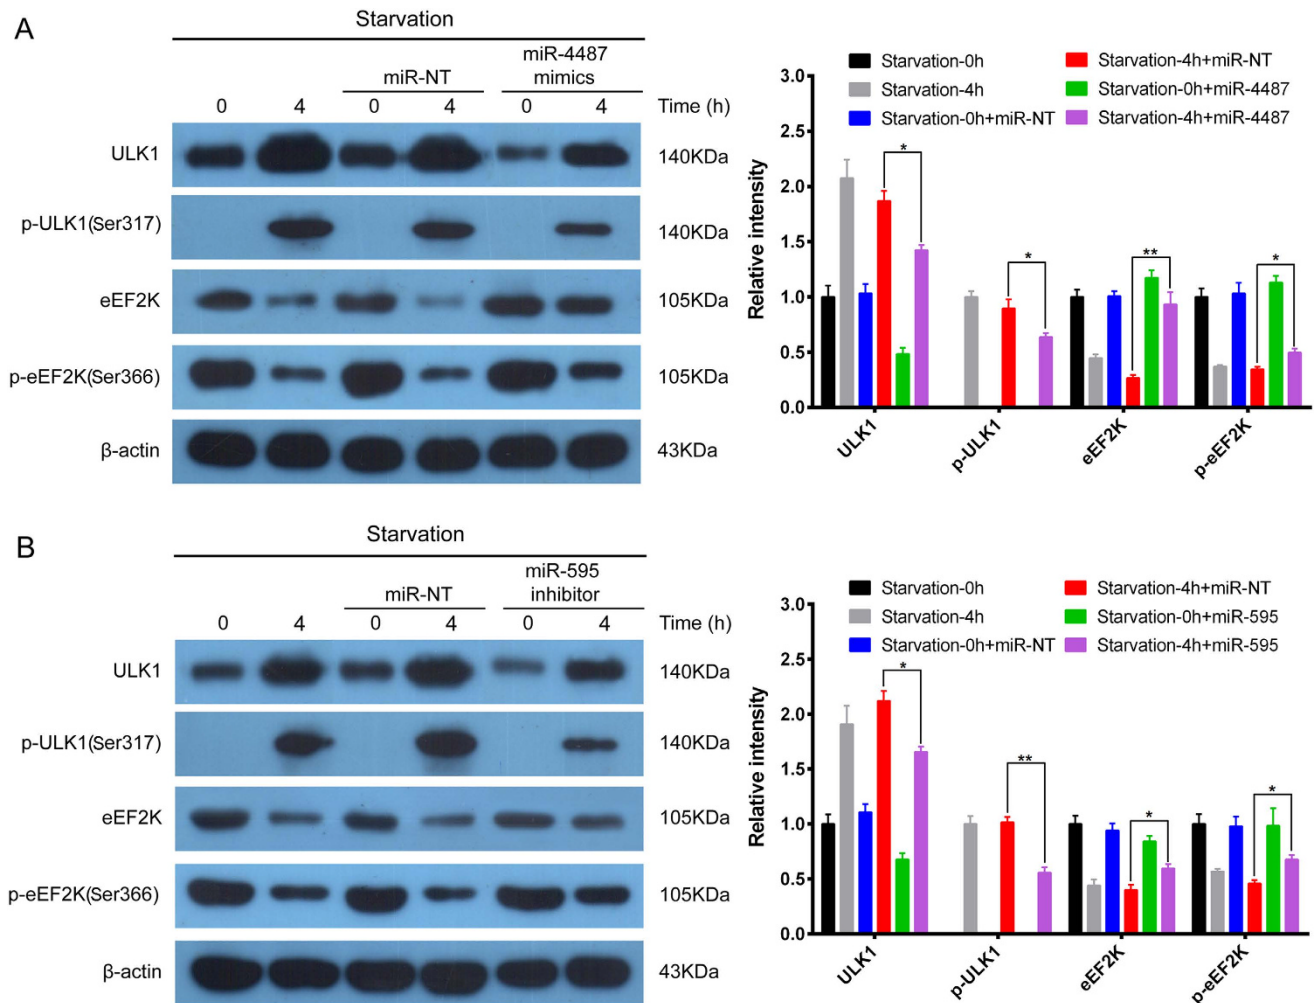 A
Starvation
miR-NT
miR-4487
mimics
0 4 0 4 0 4 Time (h)
ULK1 140KDa
p-ULK1(Ser317) 140KDa
eEF2K 105KDa
p-eEF2K(Ser366) 105KDa
β-actin 43KDa
Starvation-0h Starvation-4h+miR-NT
Starvation-4h Starvation-0h+miR-4487
Starvation-0h+miR-NT Starvation-4h+miR-4487
Relative intensity
3.0
2.5
2.0
1.5
1.0
0.5
0.0
* * ** *
ULK1 p-ULK1 eEF2K p-eEF2K
B
Starvation
miR-NT
miR-595
inhibitor
0 4 0 4 0 4 Time (h)
ULK1 140KDa
p-ULK1(Ser317) 140KDa
eEF2K 105KDa
p-eEF2K(Ser366) 105KDa
β-actin 43KDa
Starvation-0h Starvation-4h+miR-NT
Starvation-4h Starvation-0h+miR-595
Starvation-0h+miR-NT Starvation-4h+miR-595
Relative intensity
3.0
2.5
2.0
1.5
1.0
0.5
0.0
* ** * *
ULK1 p-ULK1 eEF2K p-eEF2K